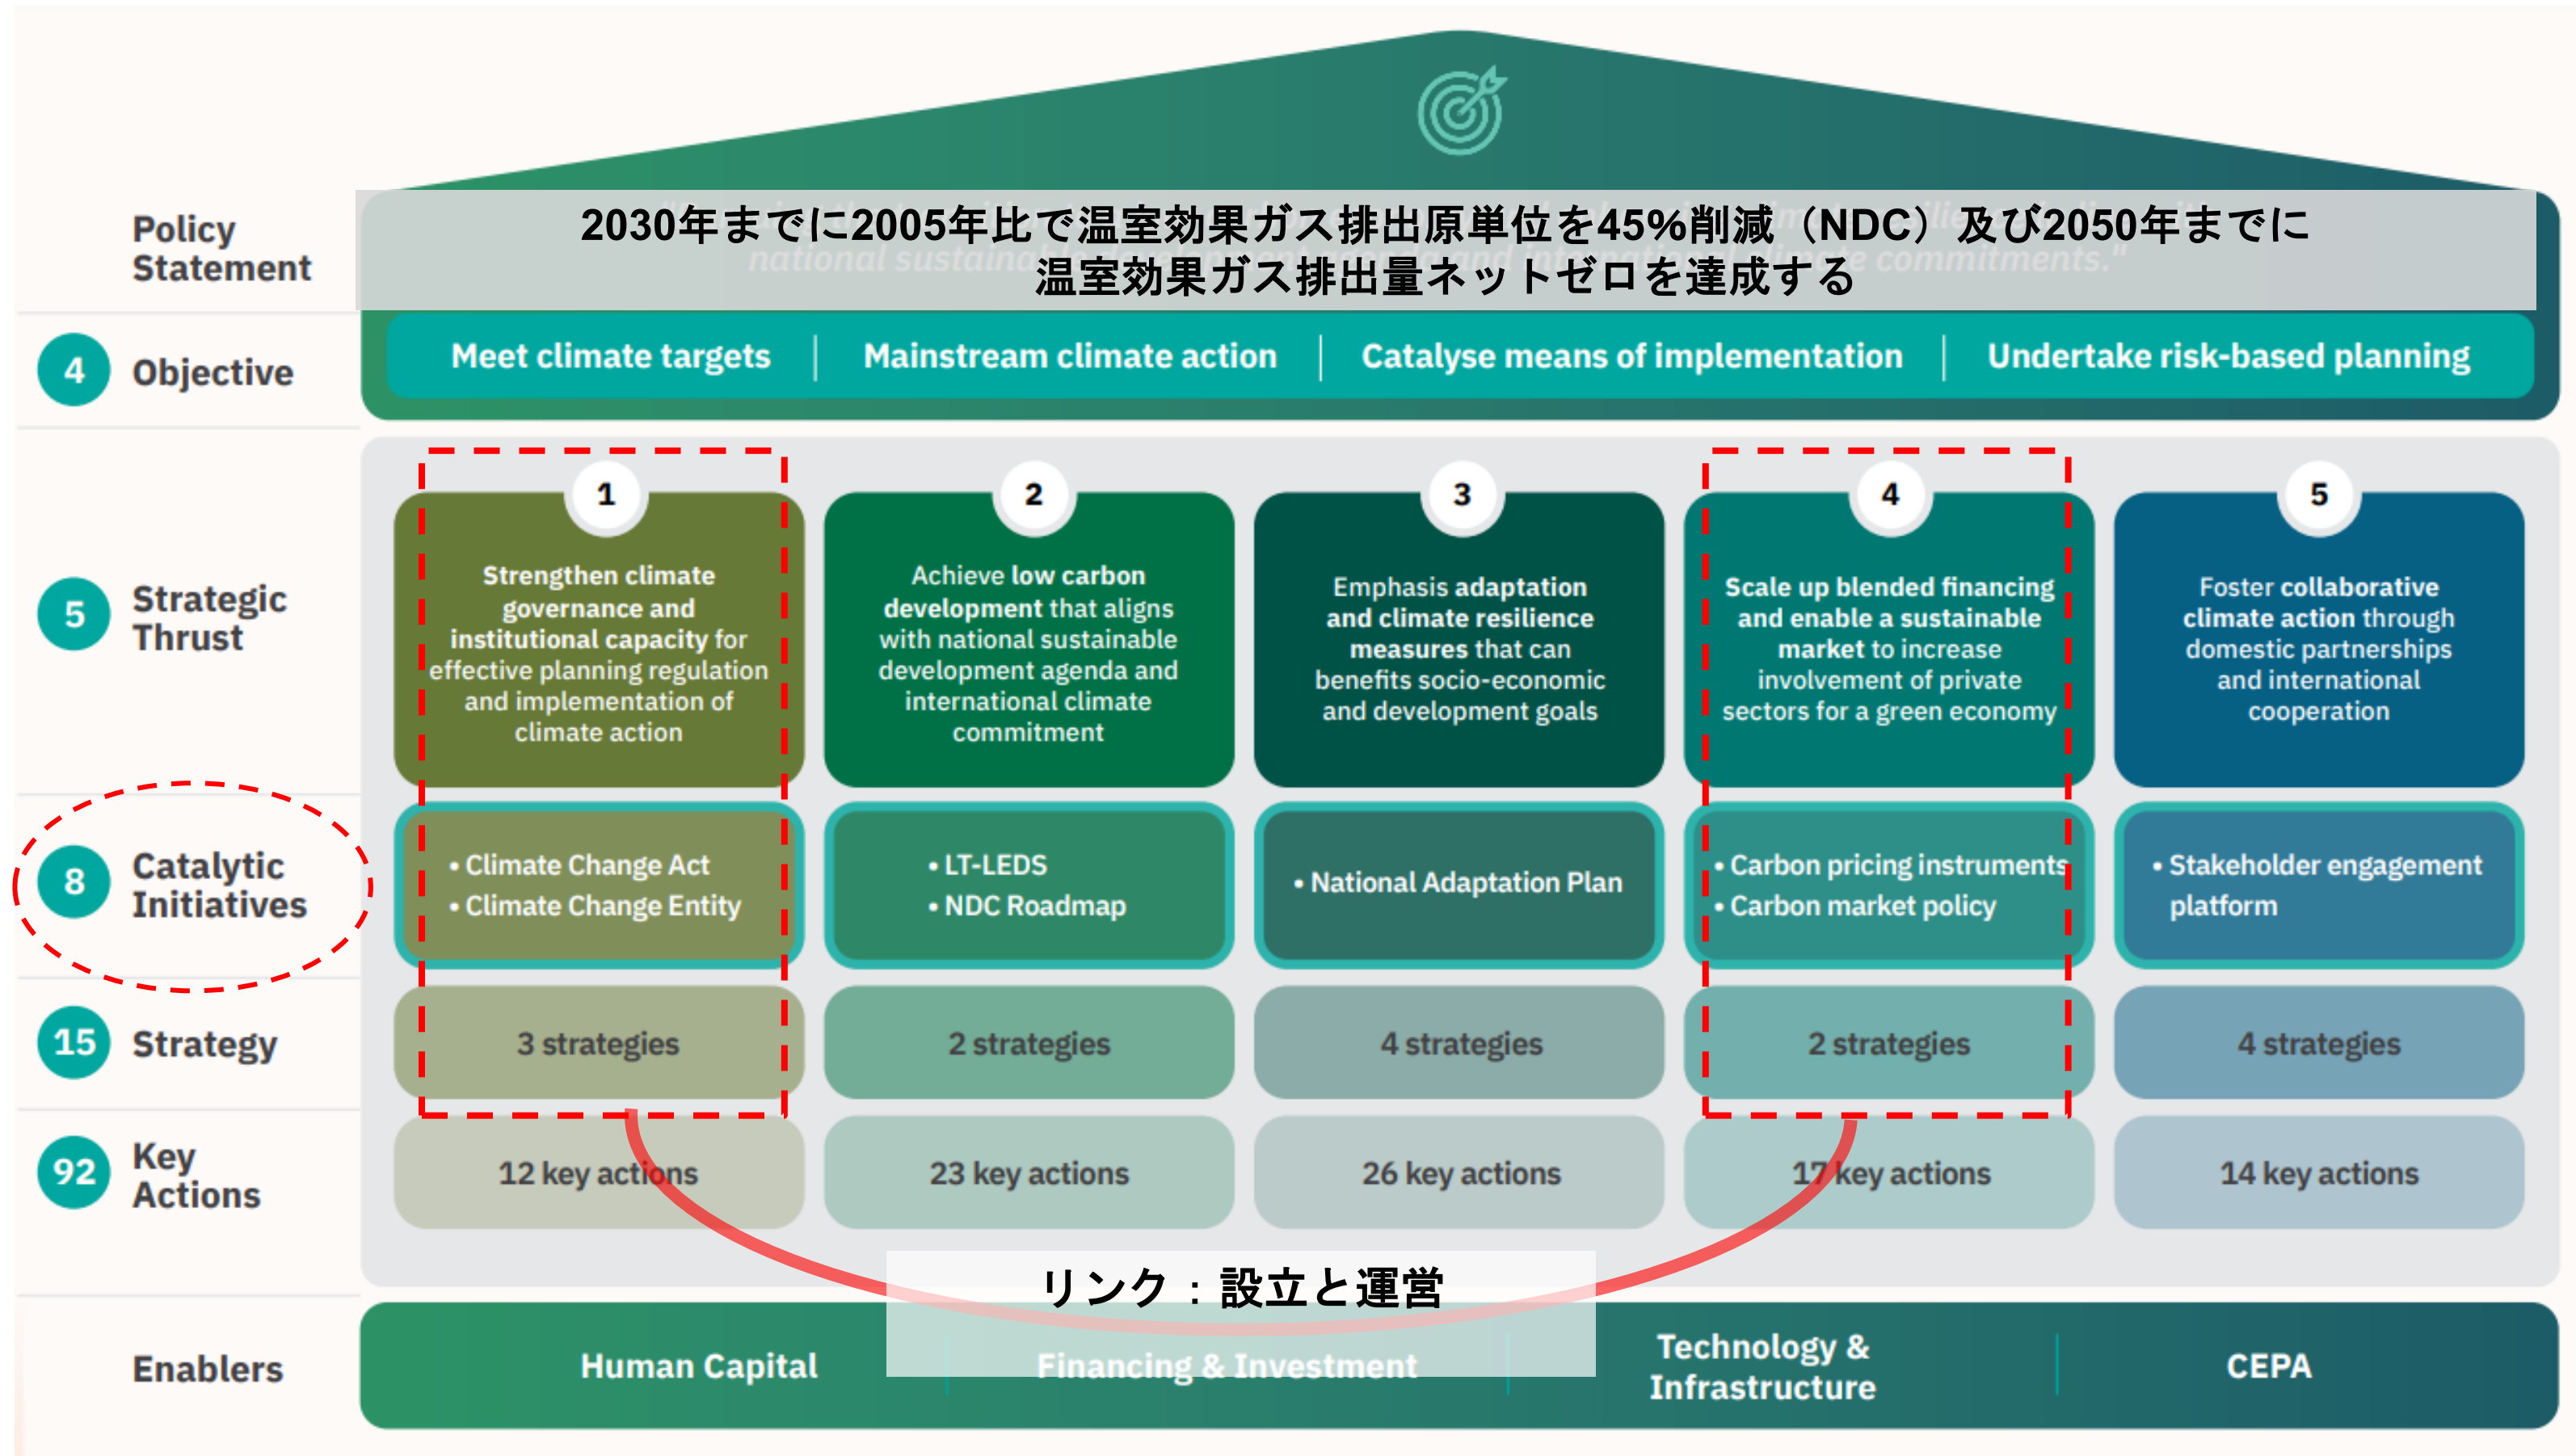 Policy
Statement
2030年までに2005年比で温室効果ガス排出原単位を45%削減（NDC）及び2050年までに
温室効果ガス排出量ネットゼロを達成する
national sustaina
and
commitments."
4
Objective
Meet climate targets
Mainstream climate action
Catalyse means of implementation
Undertake risk-based planning
5
Strategic
Thrust
1
Strengthen climate
governance and
institutional capacity for
effective planning regulation
and implementation of
climate action
2
Achieve low carbon
development that aligns
with national sustainable
development agenda and
international climate
commitment
3
Emphasis adaptation
and climate resilience
measures that can
benefits socio-economic
and development goals
4
Scale up blended financing
and enable a sustainable
market to increase
involvement of private
sectors for a green economy
5
Foster collaborative
climate action through
domestic partnerships
and international
cooperation
8
Catalytic
Initiatives
• Climate Change Act
• Climate Change Entity
• LT-LEDS
• NDC Roadmap
• National Adaptation Plan
• Carbon pricing instruments
• Carbon market policy
• Stakeholder engagement
platform
15
Strategy
3 strategies
2 strategies
4 strategies
2 strategies
4 strategies
92
Key
Actions
12 key actions
23 key actions
26 key actions
17 key actions
14 key actions
リンク：設立と運営
Enablers
Human Capital
Financing & Investment
Technology &
Infrastructure
CEPA